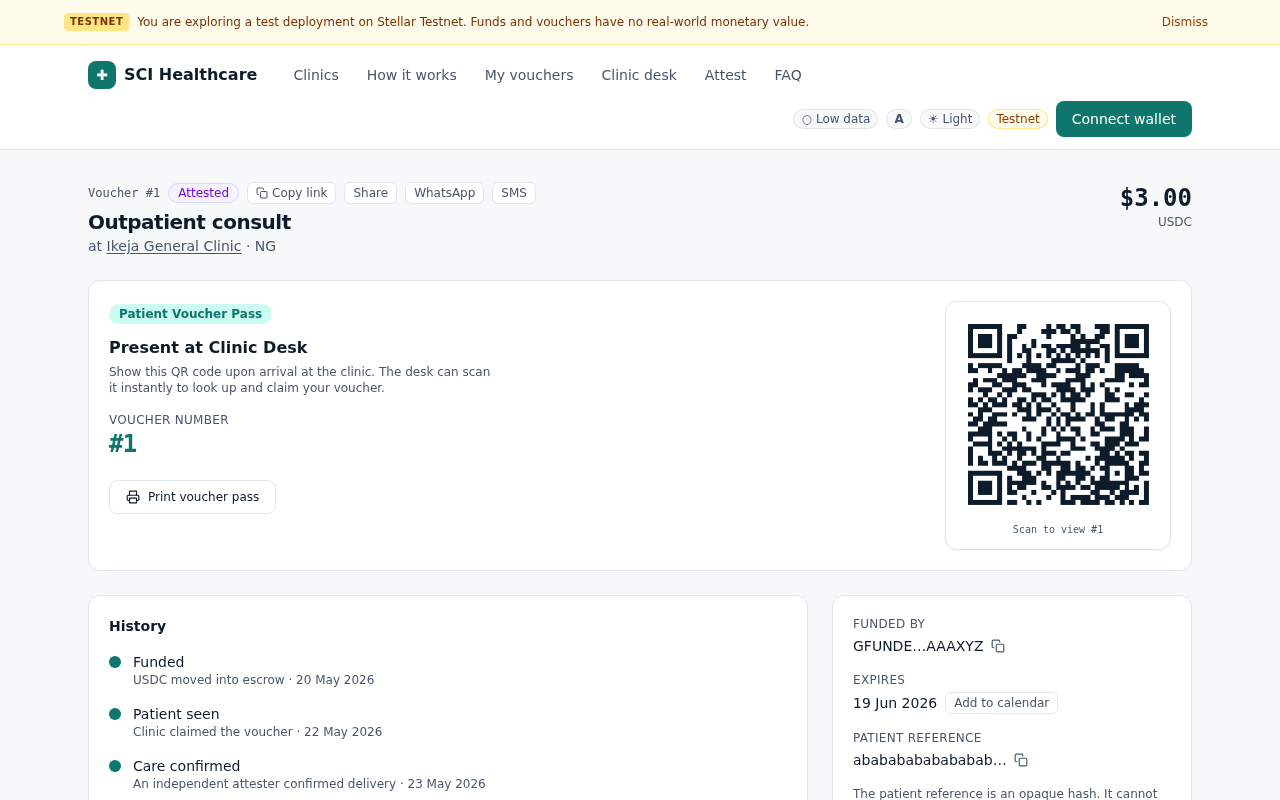 TESTNET You are exploring a test deployment on Stellar Testnet. Funds and vouchers have no real-world monetary value. Dismiss
SCI Healthcare Clinics How it works My vouchers Clinic desk Attest FAQ
Low data A Light Testnet Connect wallet
Voucher #1 Attested Copy link Share WhatsApp SMS
$3.00
Outpatient consult
USDC
at Ikeja General Clinic · NG
Patient Voucher Pass
Present at Clinic Desk
Show this QR code upon arrival at the clinic. The desk can scan
it instantly to look up and claim your voucher.
VOUCHER NUMBER
#1
Print voucher pass
Scan to view #1
History
Funded
USDC moved into escrow · 20 May 2026
Patient seen
Clinic claimed the voucher · 22 May 2026
Care confirmed
An independent attester confirmed delivery · 23 May 2026
FUNDED BY
GFUNDE...AAAXYZ
EXPIRES
19 Jun 2026 Add to calendar
PATIENT REFERENCE
abababababababab…
The patient reference is an opaque hash. It cannot